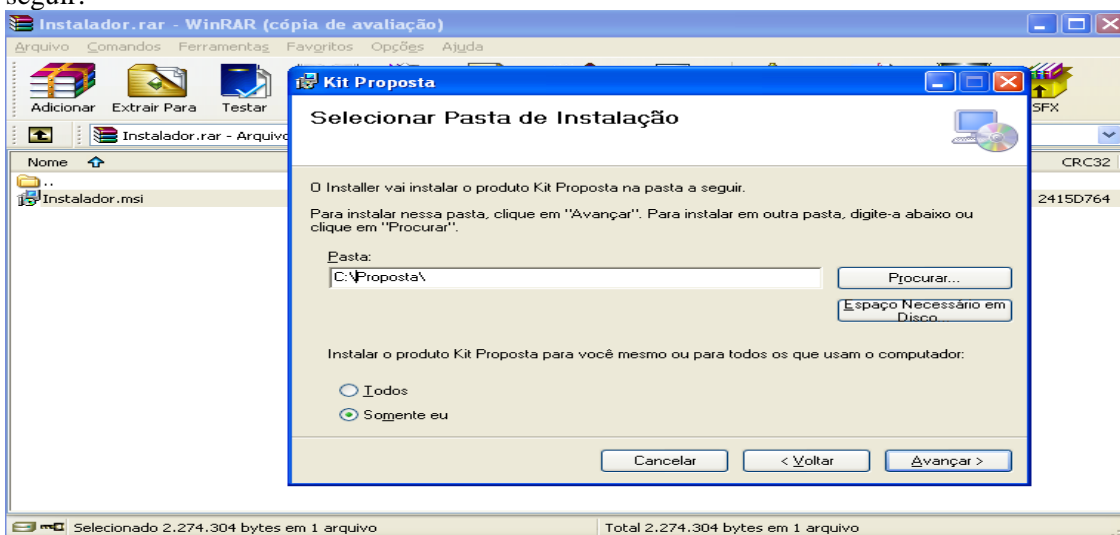 seguir:
Instalador.rar - WinRAR (cópia de avaliação)
Arquivo Comandos Ferramentas Favoritos Opções Ajuda
Adicionar Extrair Para Testar SFX
Instalador.rar - Arquivo
Nome CRC32
..
Instalador.msi 2415D764
Kit Proposta
Selecionar Pasta de Instalação
O Installer vai instalar o produto Kit Proposta na pasta a seguir.
Para instalar nessa pasta, clique em "Avançar". Para instalar em outra pasta, digite-a abaixo ou
clique em "Procurar".
Pasta:
C:\Proposta\
Procurar...
Espaço Necessário em
Disco...
Instalar o produto Kit Proposta para você mesmo ou para todos os que usam o computador:
Todos
Somente eu
Cancelar < Voltar Avançar >
Selecionado 2.274.304 bytes em 1 arquivo Total 2.274.304 bytes em 1 arquivo